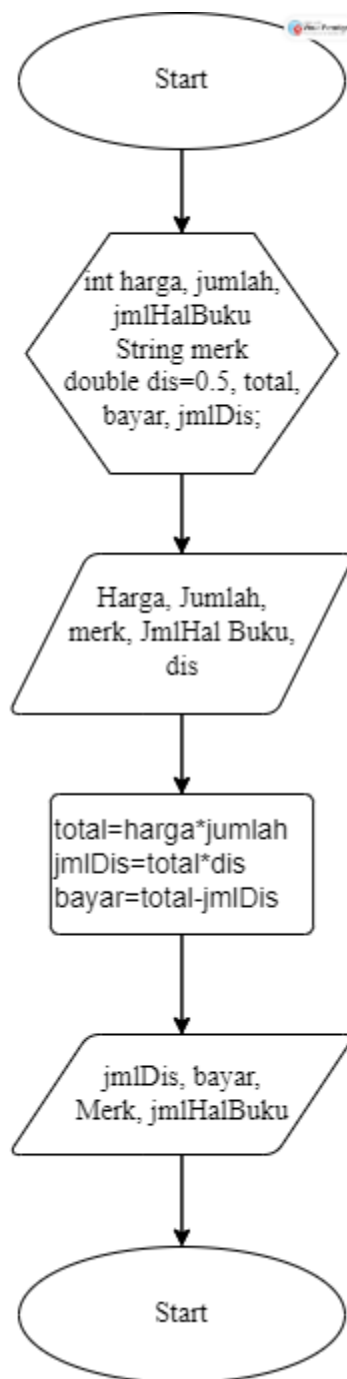 Start
int harga, jumlah,
jmlHalBuku
String merk
double dis=0.5, total,
bayar, jmlDis;
Harga, Jumlah,
merk, JmlHal Buku,
dis
total=harga*jumlah
jmlDis=total*dis
bayar=total-jmlDis
jmlDis, bayar,
Merk, jmlHalBuku
Start